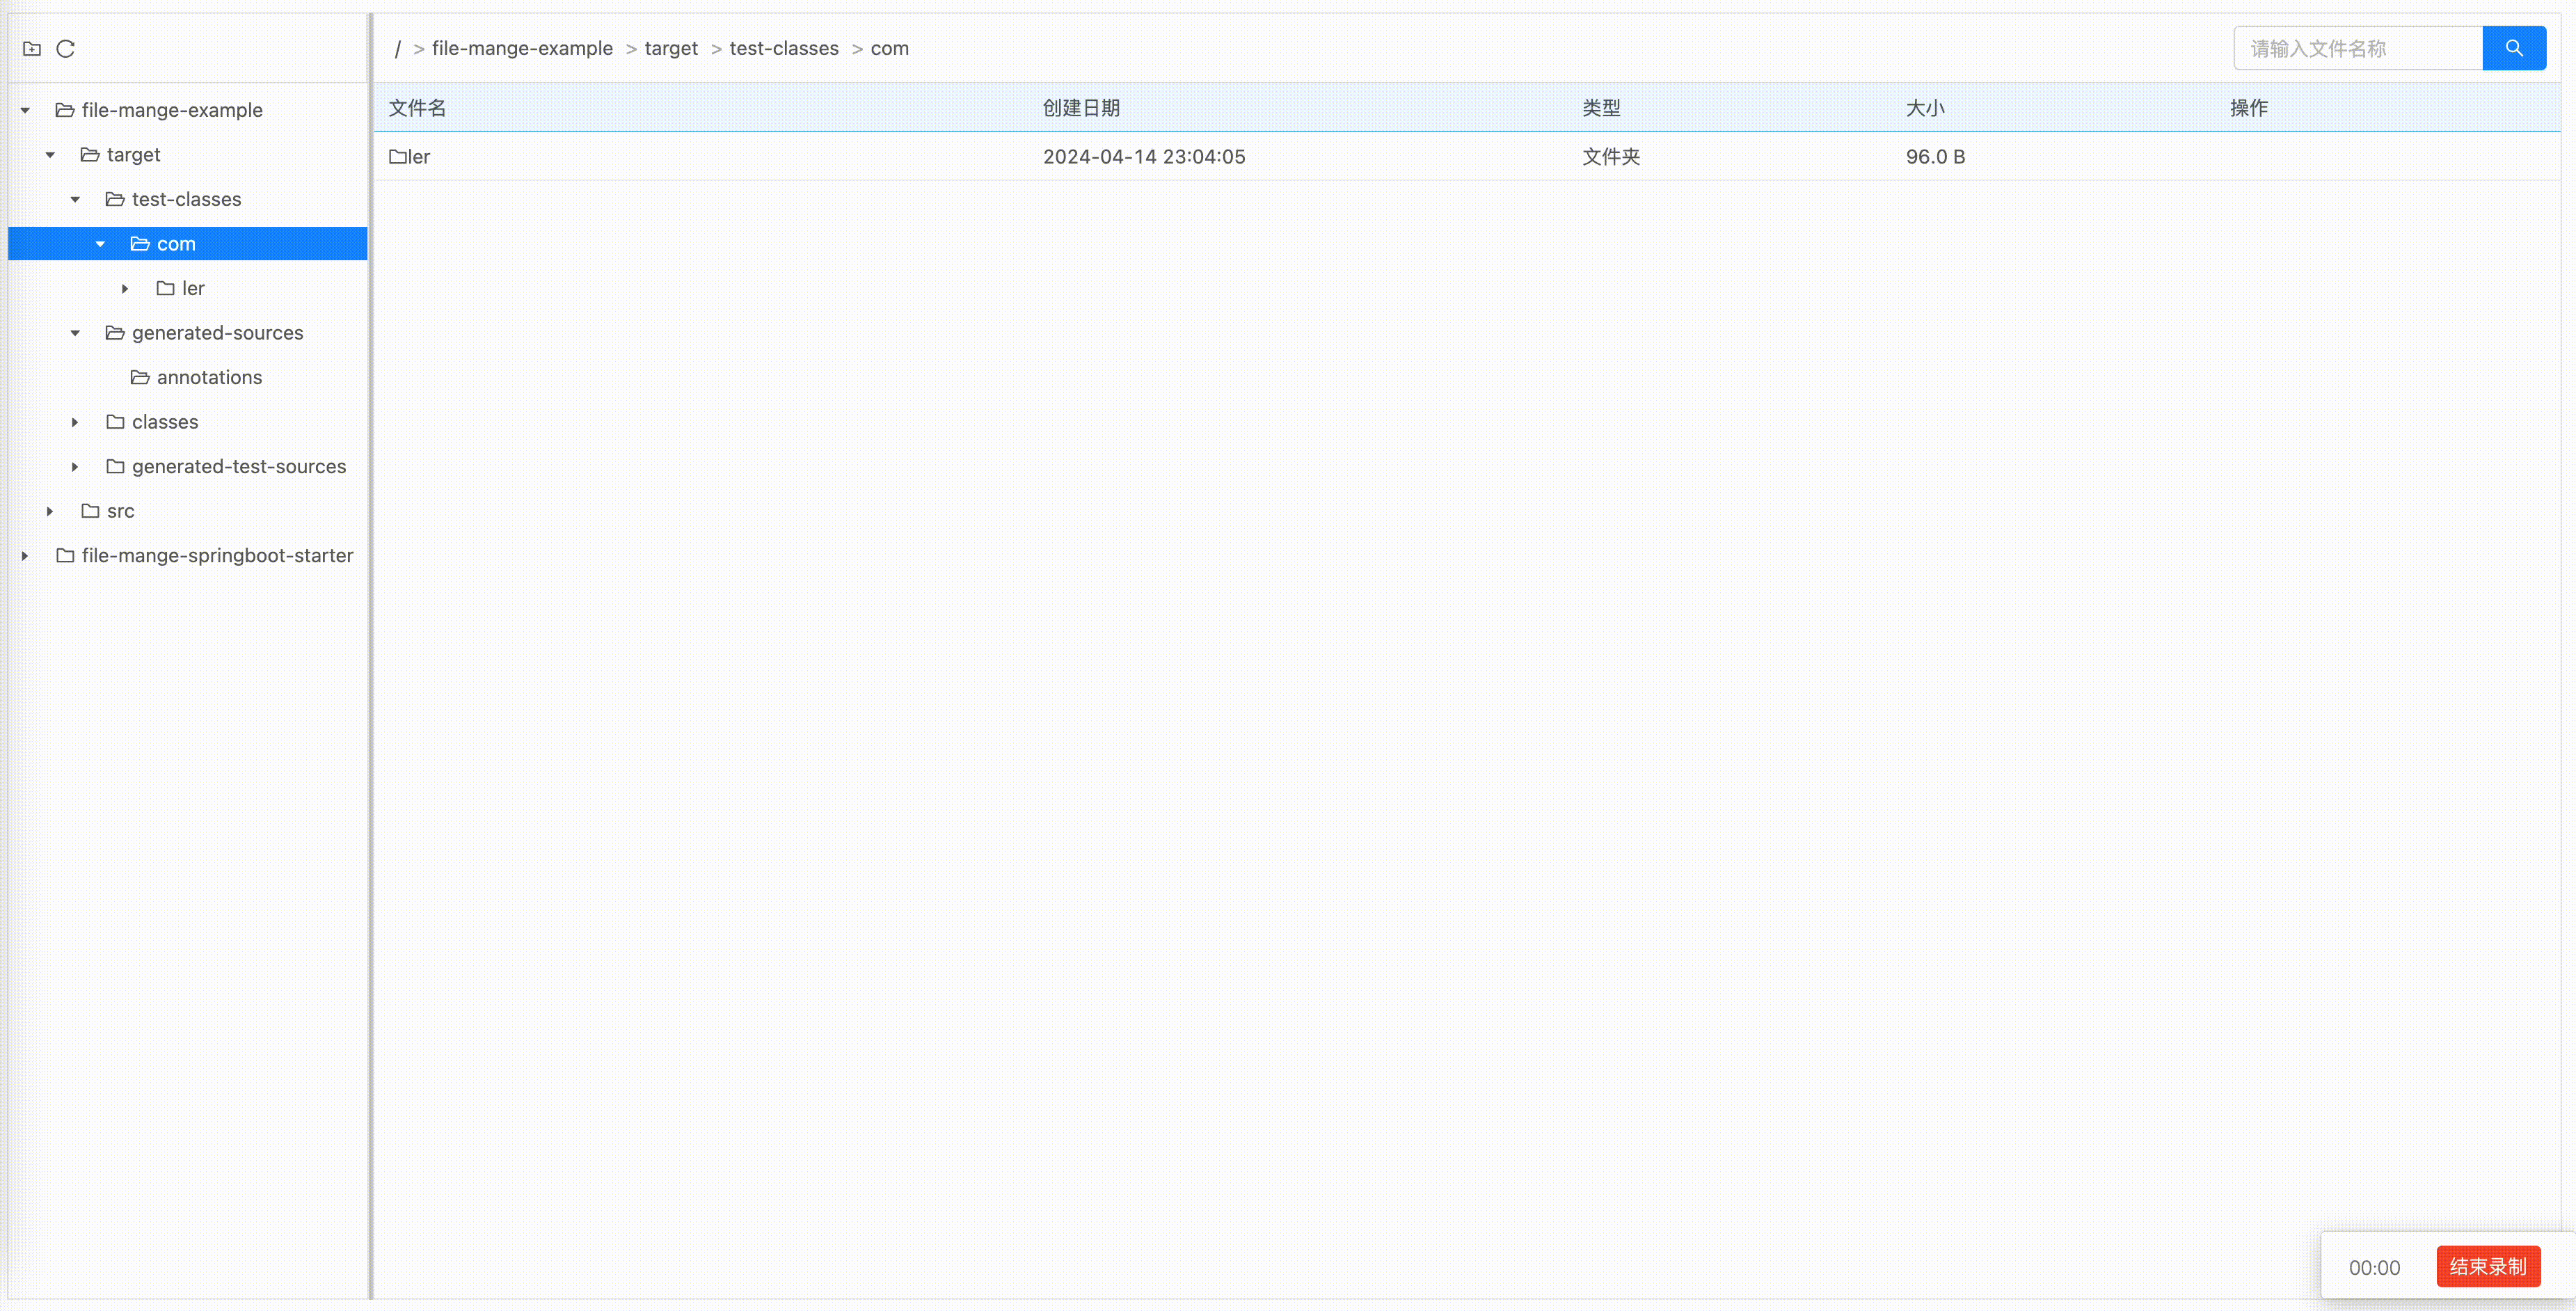 / > file-mange-example > target > test-classes > com
请输入文件名称
file-mange-example
target
test-classes
com
ler
generated-sources
annotations
classes
generated-test-sources
src
file-mange-springboot-starter
文件名 创建日期 类型 大小 操作
ler 2024-04-14 23:04:05 文件夹 96.0 B
00:00 结束录制